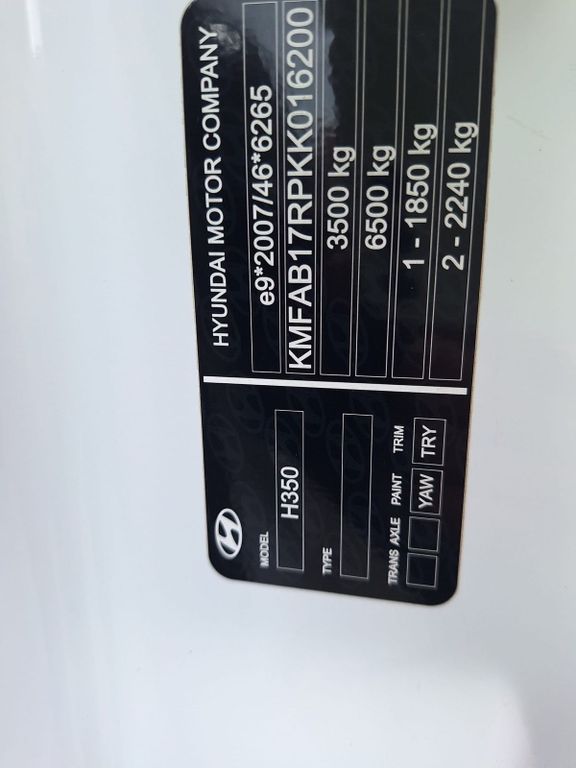 HYUNDAI MOTOR COMPANY
e9*2007/46*6265
KMFAB17RPKK016200
3500 kg
6500 kg
1 - 1850 kg
2 - 2240 kg
MODEL
H350
TYPE
TRANS AXLE PAINT TRIM
YAW TRY